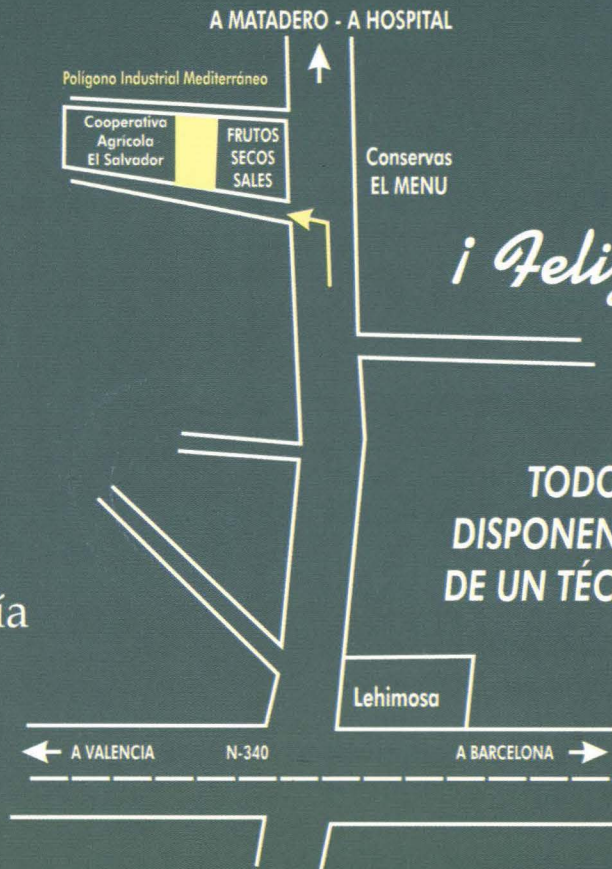 A MATADERO - A HOSPITAL
Polígono Industrial Mediterráneo
Cooperativa
Agrícola
El Salvador
FRUTOS
SECOS
SALES
Conservas
EL MENU
¡ Feli
TODO
DISPONEN
DE UN TÉC
ía
Lehimosa
A VALENCIA
N-340
A BARCELONA